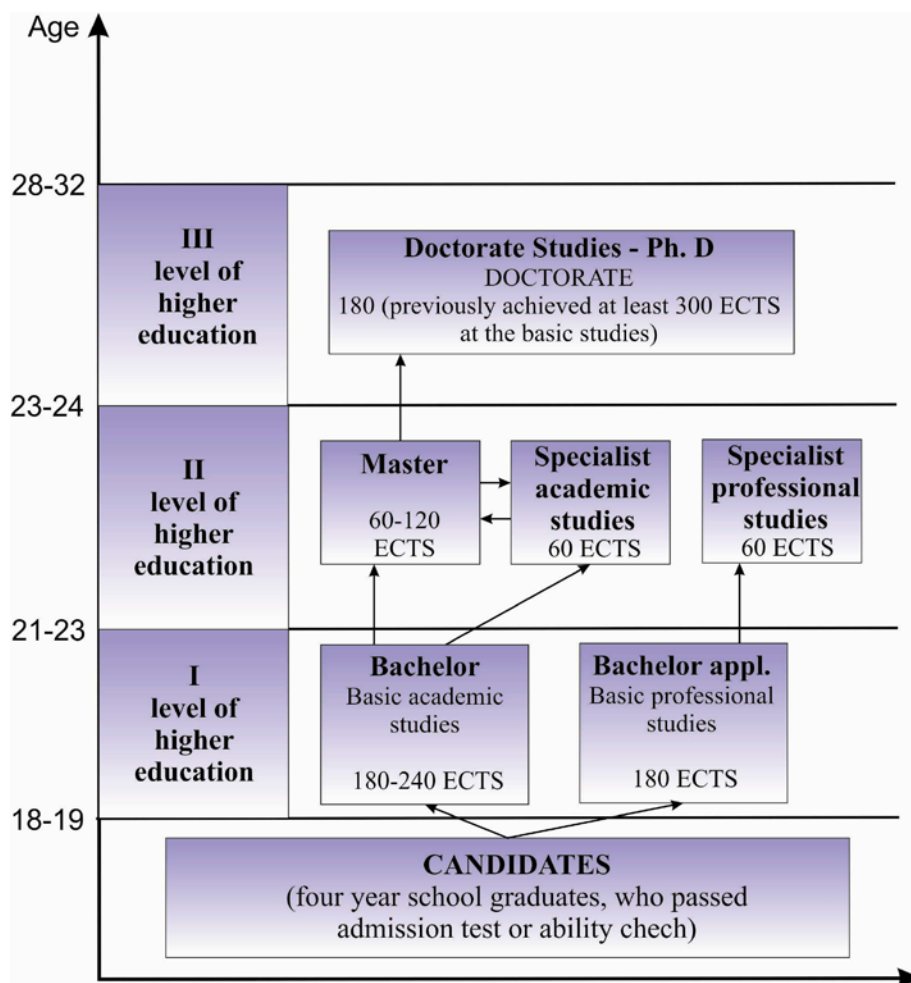 Age
28-32
III
level of
higher
education
Doctorate Studies - Ph. D
DOCTORATE
180 (previously achieved at least 300 ECTS
at the basic studies)
23-24
II
level of
higher
education
Master
60-120
ECTS
Specialist
academic
studies
60 ECTS
Specialist
professional
studies
60 ECTS
21-23
I
level of
higher
education
Bachelor
Basic academic
studies
180-240 ECTS
Bachelor appl.
Basic professional
studies
180 ECTS
18-19
CANDIDATES
(four year school graduates, who passed
admission test or ability chech)